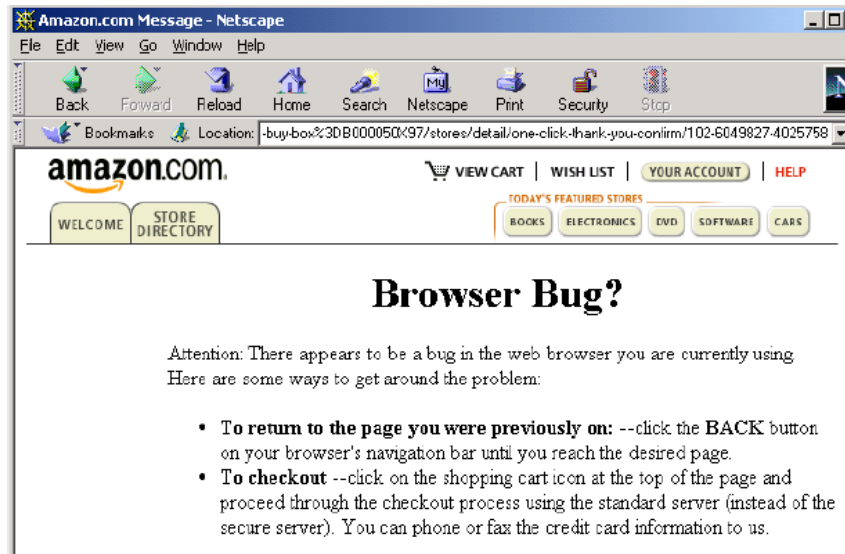 Amazon.com Message - Netscape
File Edit View Go Window Help
Back Forward Reload Home Search My Netscape Print Security Stop N
Bookmarks Location: -buy-box%3DB000050X97/stores/detail/one-click-thank-you-confirm/102-6049827-4025758
amazon.com. VIEW CART | WISH LIST | YOUR ACCOUNT | HELP
TODAY'S FEATURED STORES
WELCOME STORE DIRECTORY BOOKS ELECTRONICS DVD SOFTWARE CARS
Browser Bug?
Attention: There appears to be a bug in the web browser you are currently using.
Here are some ways to get around the problem:
• To return to the page you were previously on: --click the BACK button
on your browser's navigation bar until you reach the desired page.
• To checkout --click on the shopping cart icon at the top of the page and
proceed through the checkout process using the standard server (instead of the
secure server). You can phone or fax the credit card information to us.